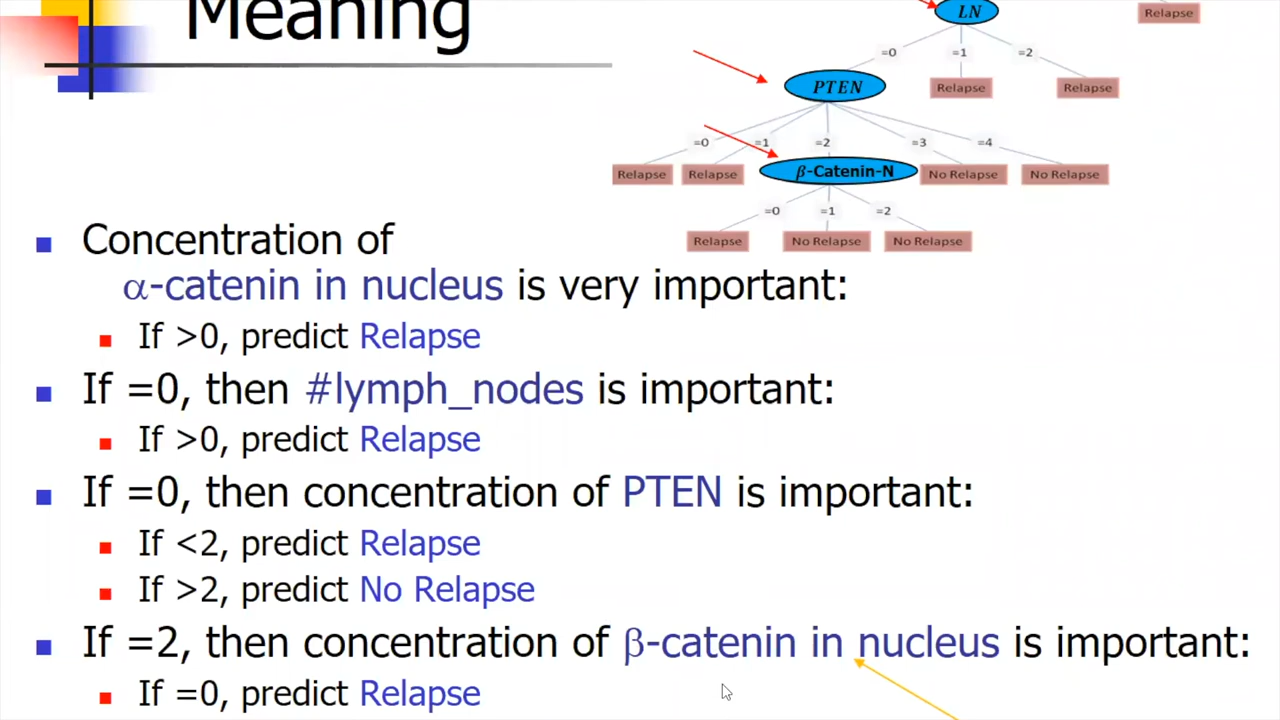 Meaning
LN
Relapse
=0
=1
=2
PTEN
Relapse
Relapse
=0
=1
=2
=3
=4
Relapse
Relapse
β-Catenin-N
No Relapse
No Relapse
=0
=1
=2
Relapse
No Relapse
No Relapse
Concentration of
α-catenin in nucleus is very important:
If >0, predict Relapse
If =0, then #lymph_nodes is important:
If >0, predict Relapse
If =0, then concentration of PTEN is important:
If <2, predict Relapse
If >2, predict No Relapse
If =2, then concentration of β-catenin in nucleus is important:
If =0, predict Relapse